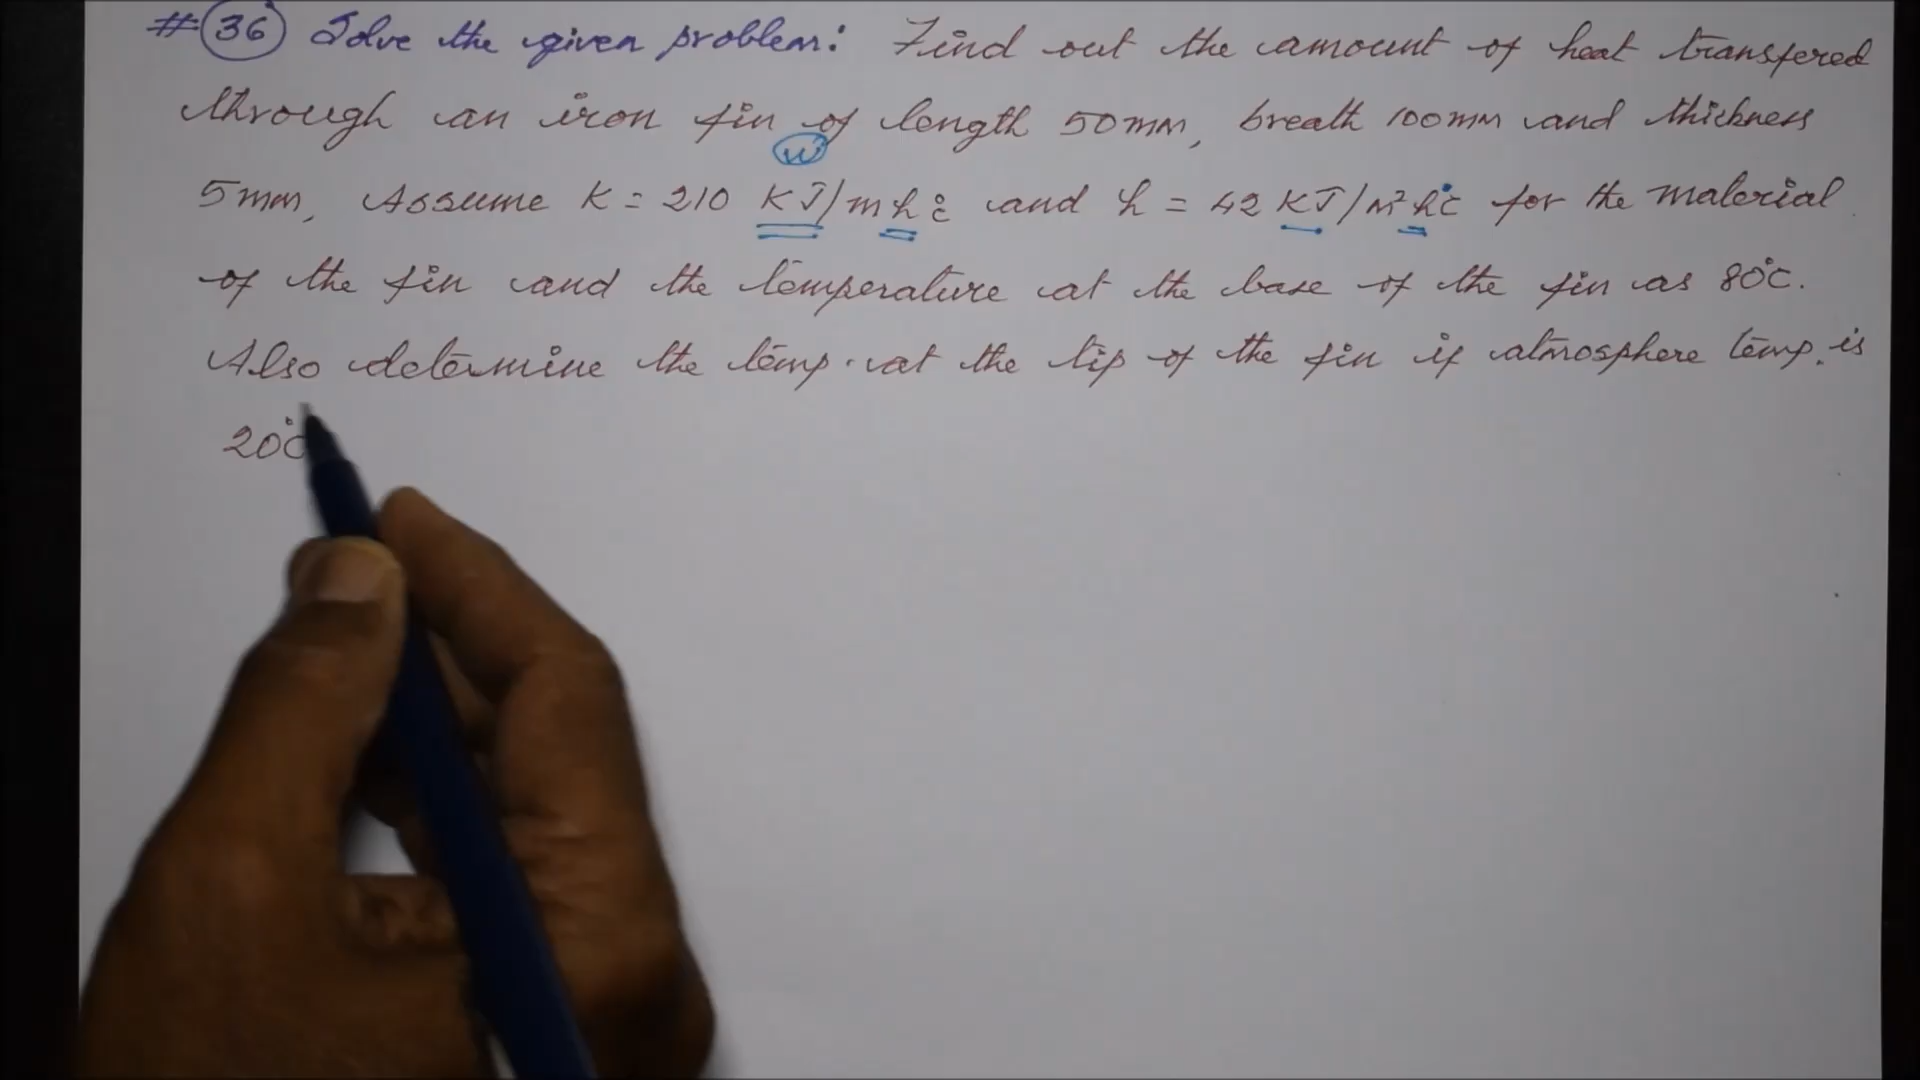 #36 Solve the given problem: Find out the amount of heat transfered
through an iron fin of length 50mm, breath 100mm and thickness
W
5mm, Assume K = 210 KJ/mh°c and h = 42 KJ/m²h°c for the material
of the fin and the temperature at the base of the fin as 80°c.
Also determine the temp. at the tip of the fin if atmosphere temp. is
20°c